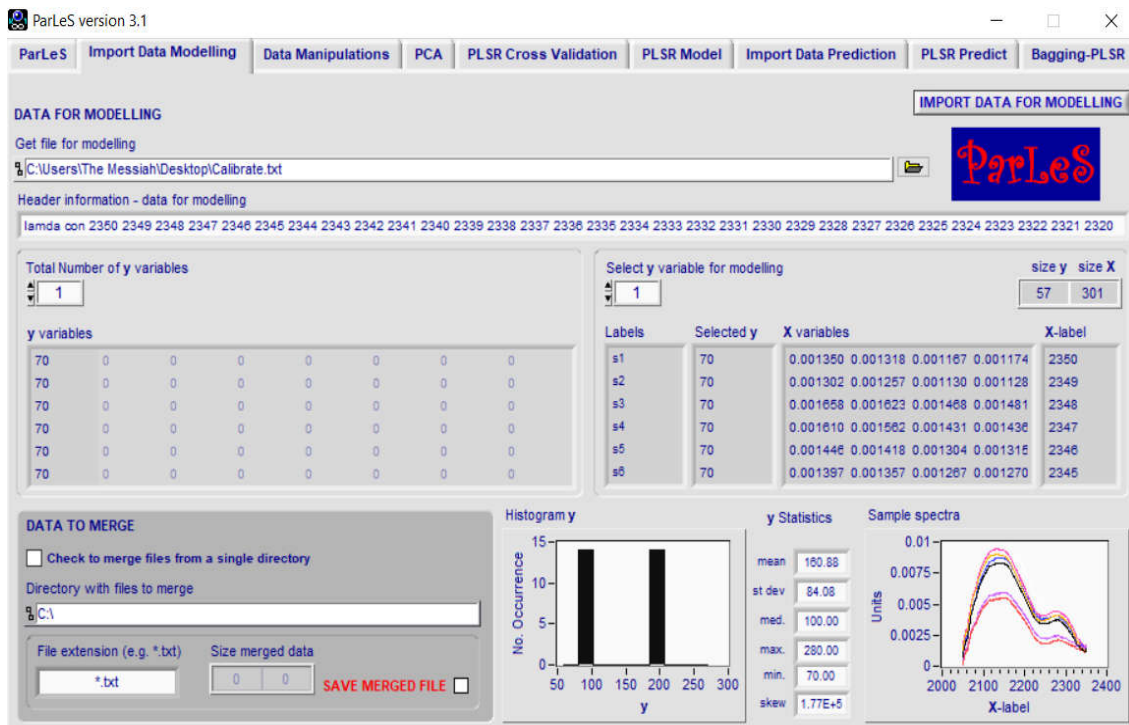 ParLeS version 3.1
ParLeS Import Data Modelling Data Manipulations PCA PLSR Cross Validation PLSR Model Import Data Prediction PLSR Predict Bagging-PLSR
IMPORT DATA FOR MODELLING
DATA FOR MODELLING
Get file for modelling
C:\Users\The Messiah\Desktop\Calibrate.txt
ParLeS
Header information - data for modelling
lamda con 2350 2349 2348 2347 2346 2345 2344 2343 2342 2341 2340 2339 2338 2337 2336 2335 2334 2333 2332 2331 2330 2329 2328 2327 2326 2325 2324 2323 2322 2321 2320
Total Number of y variables
1
y variables
70 0 0 0 0 0 0 0
70 0 0 0 0 0 0 0
70 0 0 0 0 0 0 0
70 0 0 0 0 0 0 0
70 0 0 0 0 0 0 0
70 0 0 0 0 0 0 0
Select y variable for modelling
size y size X
1
57 301
Labels Selected y X variables X-label
s1 70 0.001350 0.001318 0.001167 0.001174 2350
s2 70 0.001302 0.001257 0.001130 0.001128 2349
s3 70 0.001658 0.001623 0.001468 0.001481 2348
s4 70 0.001610 0.001562 0.001431 0.001436 2347
s5 70 0.001446 0.001418 0.001304 0.001315 2346
s6 70 0.001397 0.001357 0.001267 0.001270 2345
DATA TO MERGE
Check to merge files from a single directory
Directory with files to merge
C:\
File extension (e.g. *.txt) Size merged data
*.txt 0 0 SAVE MERGED FILE
Histogram y
No. Occurrence
15
10
5
0
50 100 150 200 250 300
y
y Statistics
mean 160.88
st dev 84.08
med. 100.00
max. 280.00
min. 70.00
skew 1.77E+5
Sample spectra
Units
0.01
0.0075
0.005
0.0025
0
2000 2100 2200 2300 2400
X-label